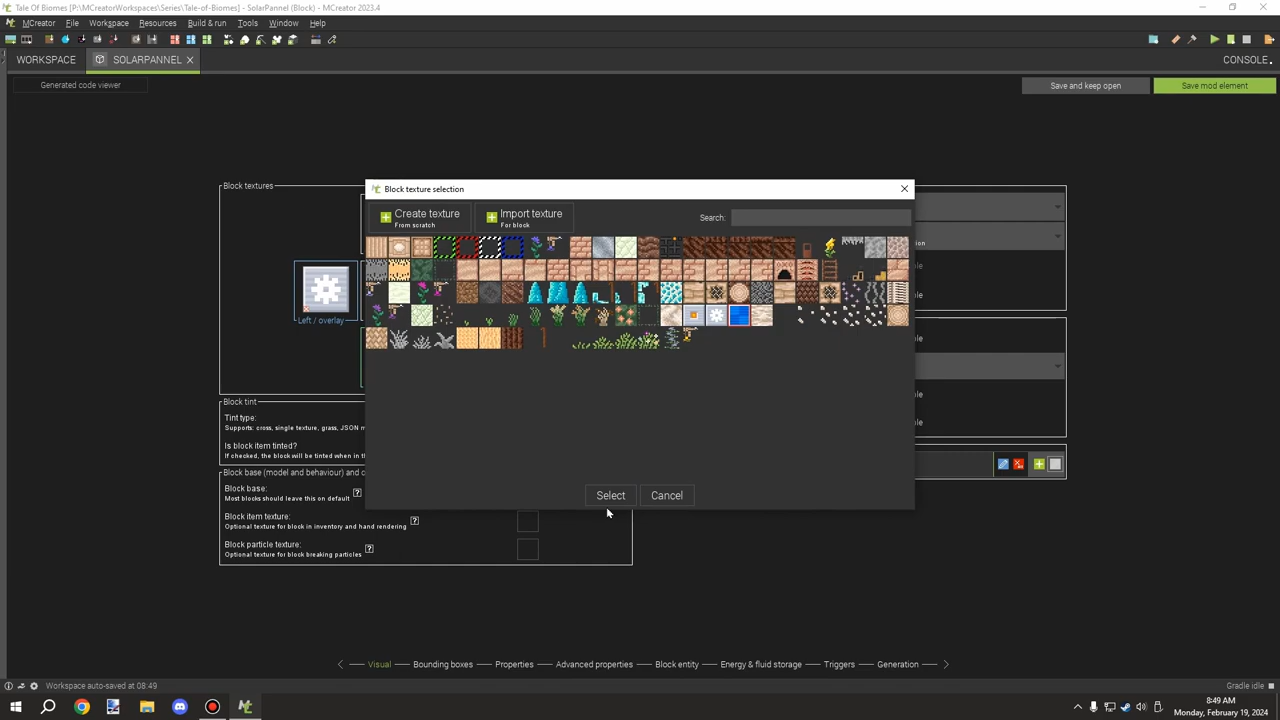 Tale Of Biomes [P:\MCreatorWorkspaces\Series\Tale-of-Biomes] - SolarPannel (Block) - MCreator 2023.4
MCreator File Workspace Resources Build & run Tools Window Help
WORKSPACE SOLARPANNEL CONSOLE
Generated code viewer Save and keep open Save mod element
Block textures
Block texture selection
Create texture
From scratch
Import texture
For block
Search:
Left / overlay
Block tint
Tint type:
Supports: cross, single texture, grass, JSON
Is block item tinted?
If checked, the block will be tinted when in
Block base (model and behaviour) and
Block base:
Most blocks should leave this on default
Select Cancel
Block item texture:
Optional texture for block in inventory and hand rendering
Block particle texture:
Optional texture for block breaking particles
Visual Bounding boxes Properties Advanced properties Block entity Energy & fluid storage Triggers Generation
Workspace auto-saved at 08:49 Gradle idle
8:49 AM
Monday, February 19, 2024